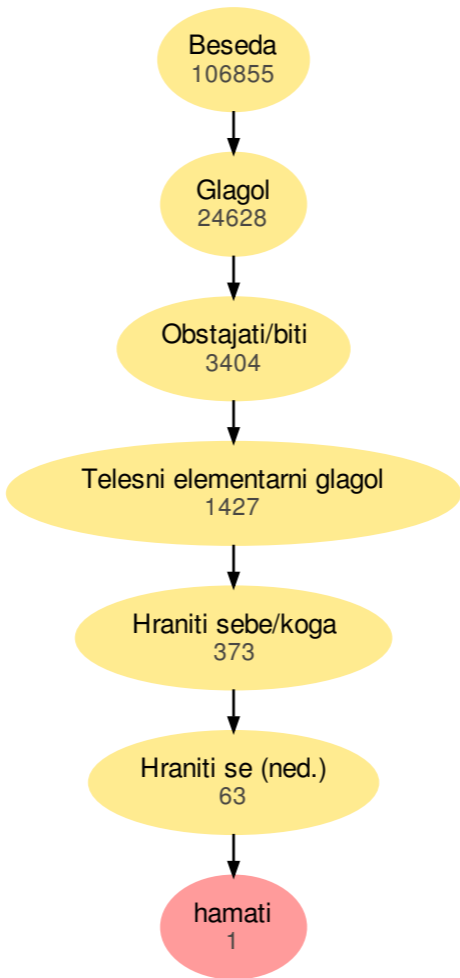 Beseda
106855
Glagol
24628
Obstajati/biti
3404
Telesni elementarni glagol
1427
Hraniti sebe/koga
373
Hraniti se (ned.)
63
hamati
1